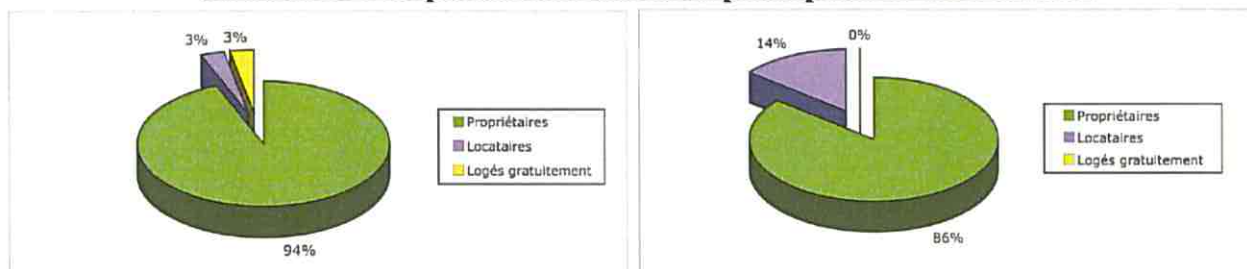 3%
3%
Propriétaires
Locataires
Logés gratuitement
94%
14%
0%
Propriétaires
Locataires
Logés gratuitement
86%